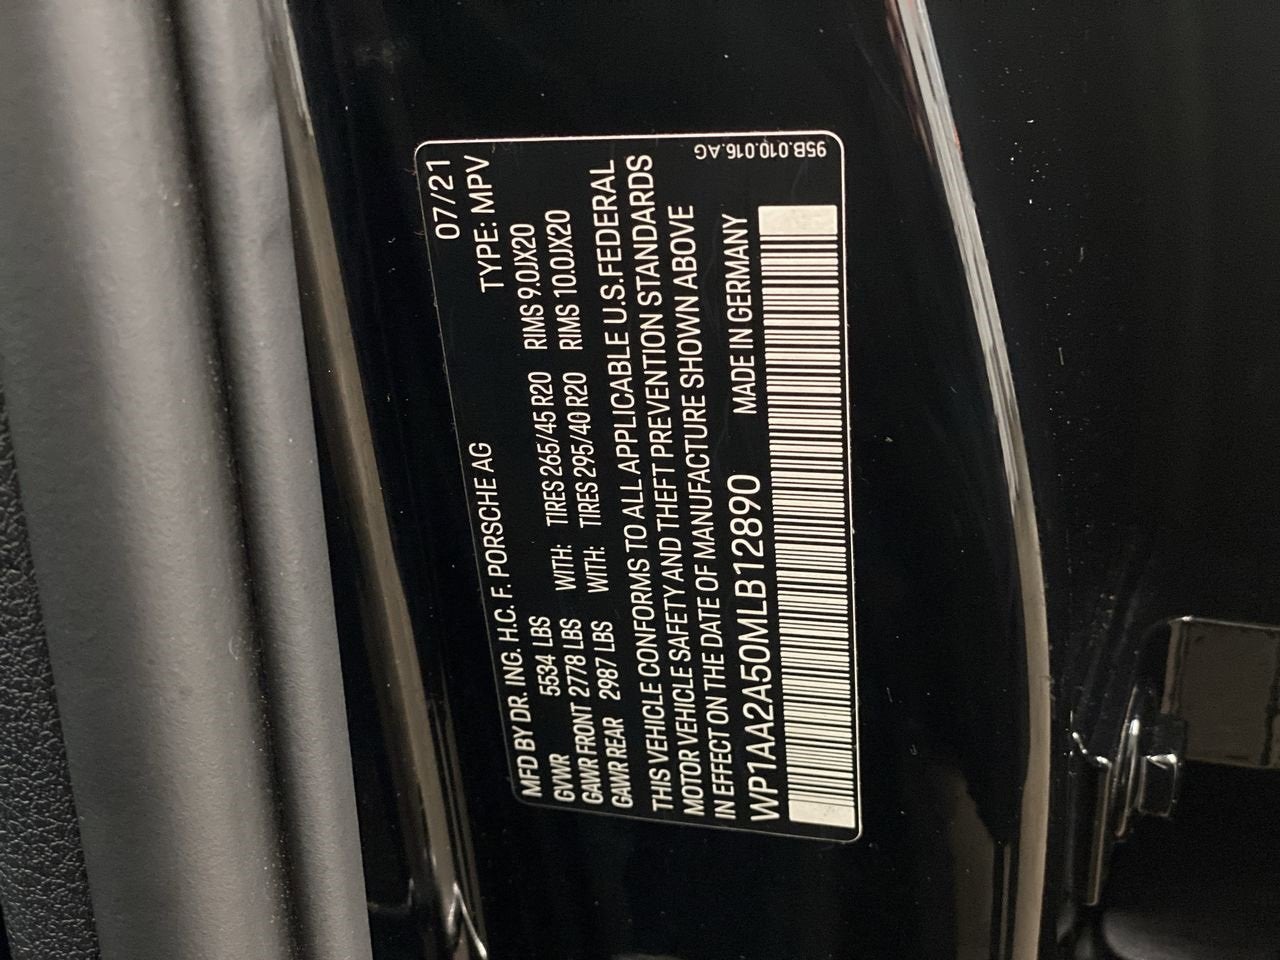 07/21
MFD BY DR. ING. H.C. F. PORSCHE AG TYPE: MPV
GVWR 5534 LBS
GAWR FRONT 2778 LBS WITH: TIRES 265/45 R20 RIMS 9.0JX20
GAWR REAR 2987 LBS WITH: TIRES 295/40 R20 RIMS 10.0JX20
THIS VEHICLE CONFORMS TO ALL APPLICABLE U.S.FEDERAL
MOTOR VEHICLE SAFETY AND THEFT PREVENTION STANDARDS
IN EFFECT ON THE DATE OF MANUFACTURE SHOWN ABOVE
WP1AA2A50MLB12890 MADE IN GERMANY
95B.010.016.AG